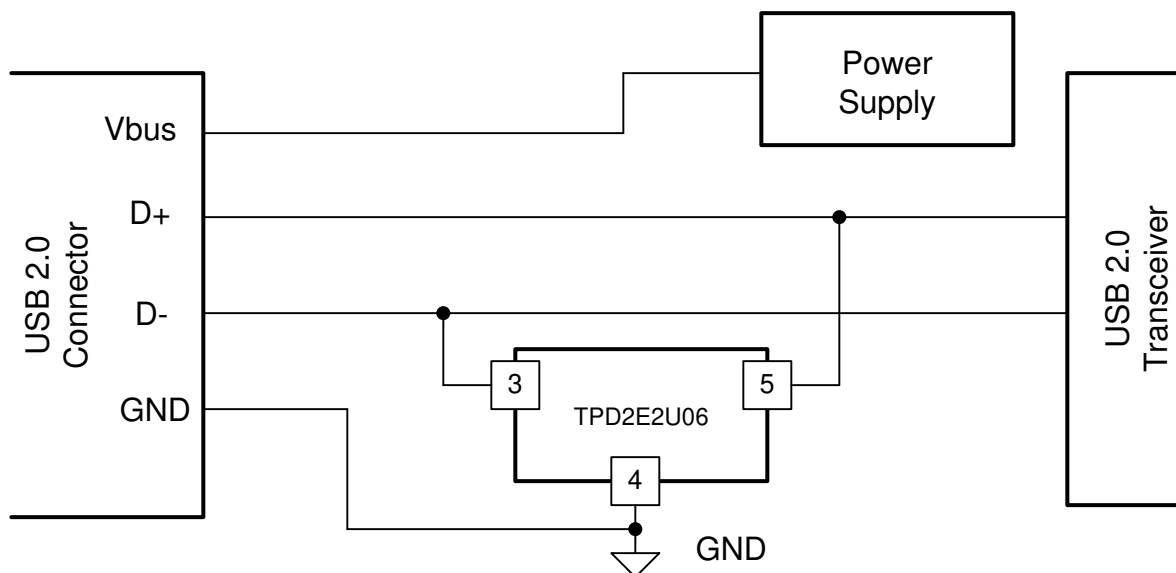 Power
Supply
Vbus
D+
D-
GND
USB 2.0
Connector
USB 2.0
Transceiver
3
5
TPD2E2U06
4
GND